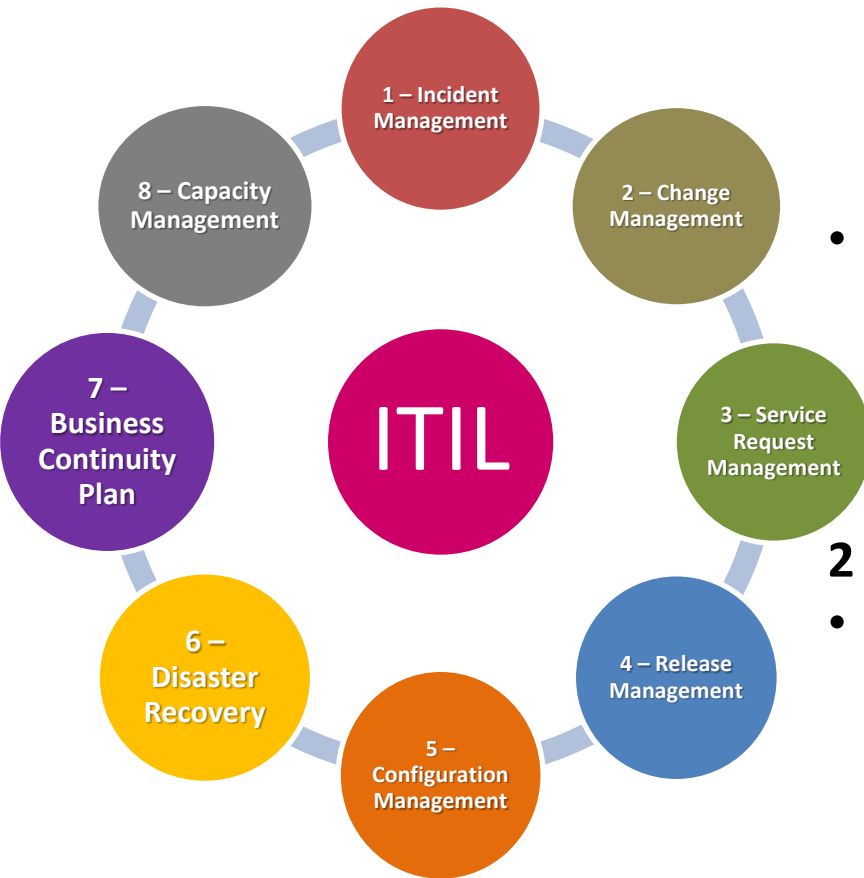 1 – Incident
Management
2 – Change
Management
•
3 – Service
Request
Management
2
•
4 – Release
Management
5 –
Configuration
Management
6 –
Disaster
Recovery
7 –
Business
Continuity
Plan
8 – Capacity
Management
ITIL